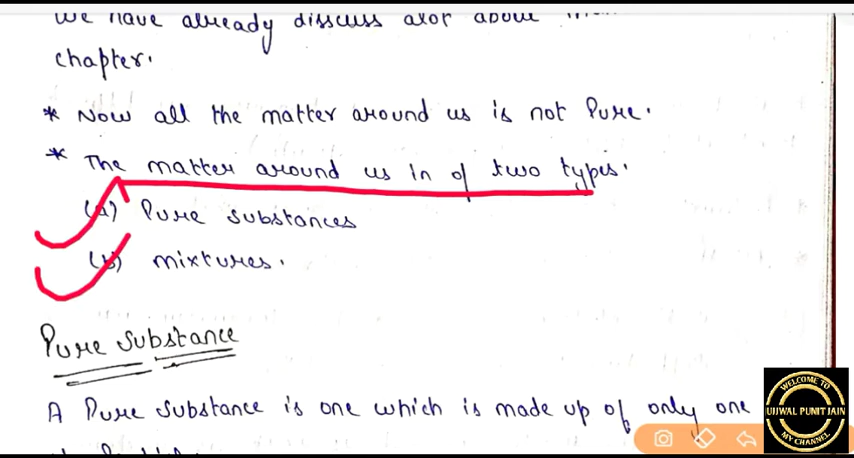 we have already disscuss alot about
chapter.
* Now all the matter around us is not Pure.
* The matter around us in of two types.
(a) Pure substances
(b) mixtures.
Pure Substance
A Pure Substance is one which is made up of only one
WELCOME TO
UJJWAL PUNIT JAIN
MY CHANNEL